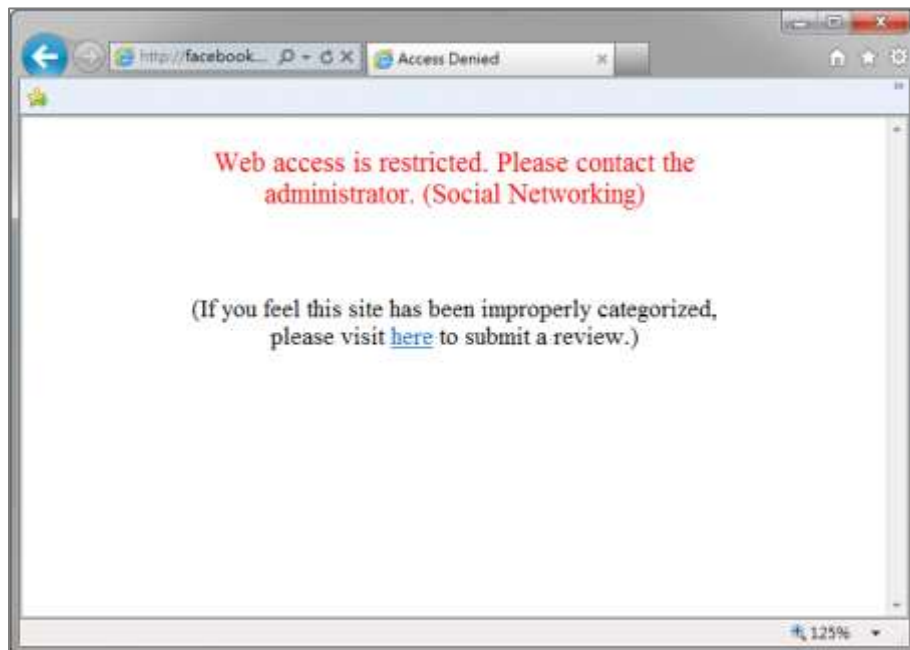 http://facebook...
Access Denied
Web access is restricted. Please contact the
administrator. (Social Networking)
(If you feel this site has been improperly categorized,
please visit here to submit a review.)
125%